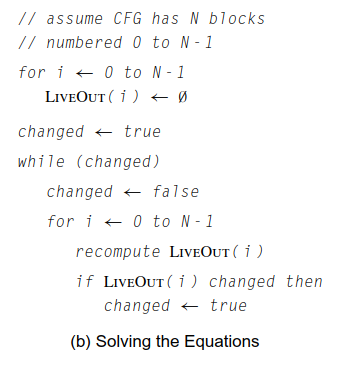 // assume CFG has N blocks
// numbered 0 to N-1
for i ← 0 to N-1
LIVEOUT(i) ← ∅
changed ← true
while (changed)
changed ← false
for i ← 0 to N-1
recompute LIVEOUT(i)
if LIVEOUT(i) changed then
changed ← true
(b) Solving the Equations